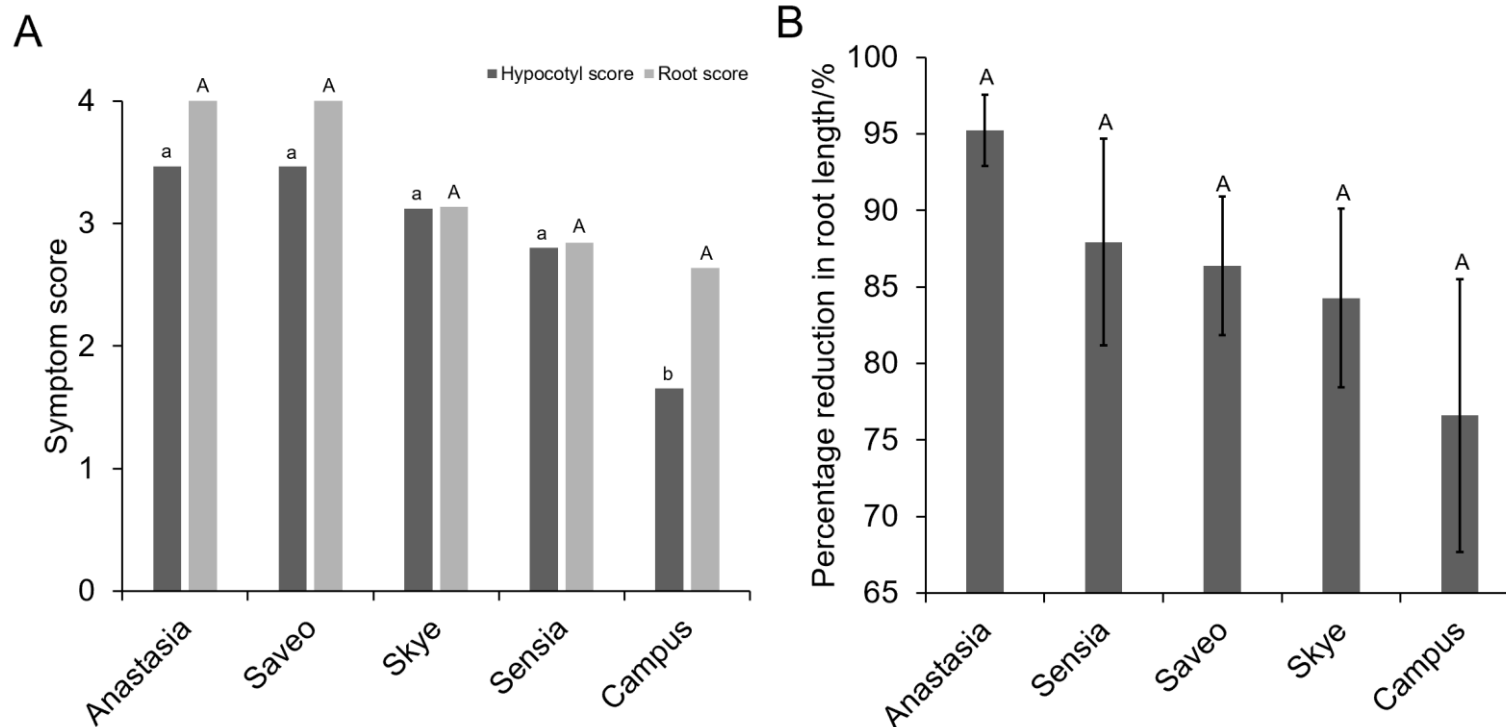 A
Hypocotyl score Root score
Symptom score
4
3
2
1
0
a A a A a A a A b A
Anastasia Saveo Skye Sensia Campus
B
Percentage reduction in root length/%
100
95
90
85
80
75
70
65
A A A A A
Anastasia Sensia Saveo Skye Campus